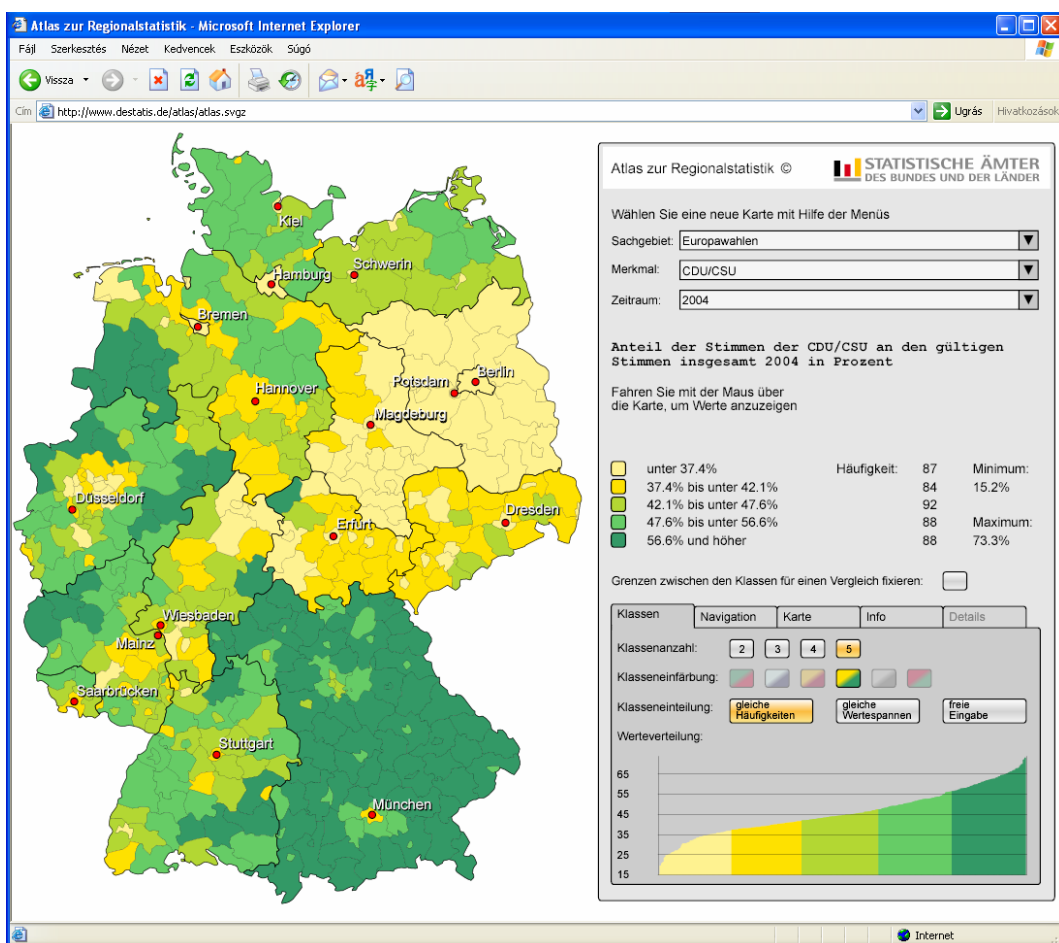 Atlas zur Regionalstatistik - Microsoft Internet Explorer
Fájl Szerkesztés Nézet Kedvencek Eszközök Súgó
Vissza
Cím http://www.destatis.de/atlas/atlas.svgz Ugrás Hivatkozások
Kiel
Schwerin
Hamburg
Bremen
Berlin
Potsdam
Hannover
Magdeburg
Düsseldorf
Erfurt
Dresden
Wiesbaden
Mainz
Saarbrücken
Stuttgart
München
Atlas zur Regionalstatistik ©
STATISTISCHE ÄMTER
DES BUNDES UND DER LÄNDER
Wählen Sie eine neue Karte mit Hilfe der Menüs
Sachgebiet: Europawahlen
Merkmal: CDU/CSU
Zeitraum: 2004
Anteil der Stimmen der CDU/CSU an den gültigen
Stimmen insgesamt 2004 in Prozent
Fahren Sie mit der Maus über
die Karte, um Werte anzuzeigen
unter 37.4% Häufigkeit: 87 Minimum:
37.4% bis unter 42.1% 84 15.2%
42.1% bis unter 47.6% 92
47.6% bis unter 56.6% 88 Maximum:
56.6% und höher 88 73.3%
Grenzen zwischen den Klassen für einen Vergleich fixieren:
Klassen Navigation Karte Info Details
Klassenanzahl: 2 3 4 5
Klasseneinfärbung:
Klasseneinteilung: gleiche Häufigkeiten gleiche Wertespannen freie Eingabe
Werteverteilung:
65
55
45
35
25
15
Internet